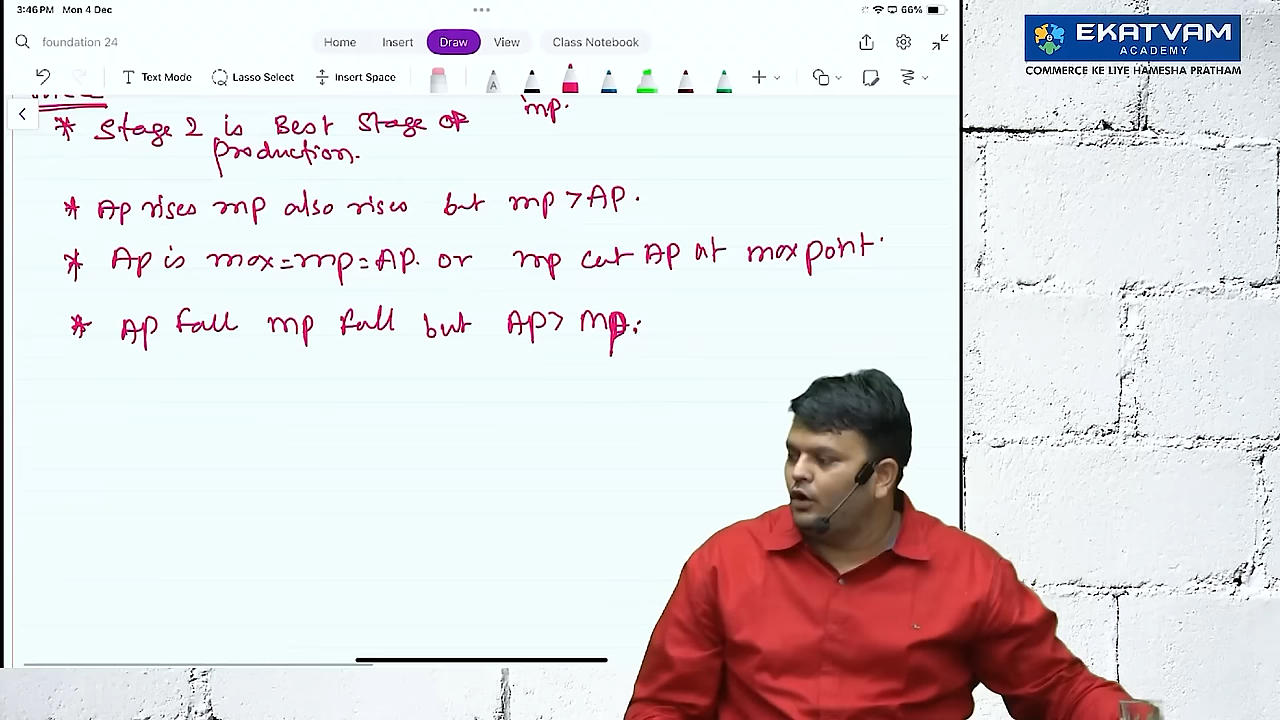 3:46 PM Mon 4 Dec
66%
foundation 24
Home Insert Draw View Class Notebook
Text Mode Lasso Select Insert Space
mp.
* Stage 2 is Best Stage of
production.
* Ap rises mp also rises but mp > AP.
* Ap is max = mp = AP. or mp cut AP at max point.
* Ap fall mp fall but AP > Mp.
EKATVAM
ACADEMY
COMMERCE KE LIYE HAMESHA PRATHAM